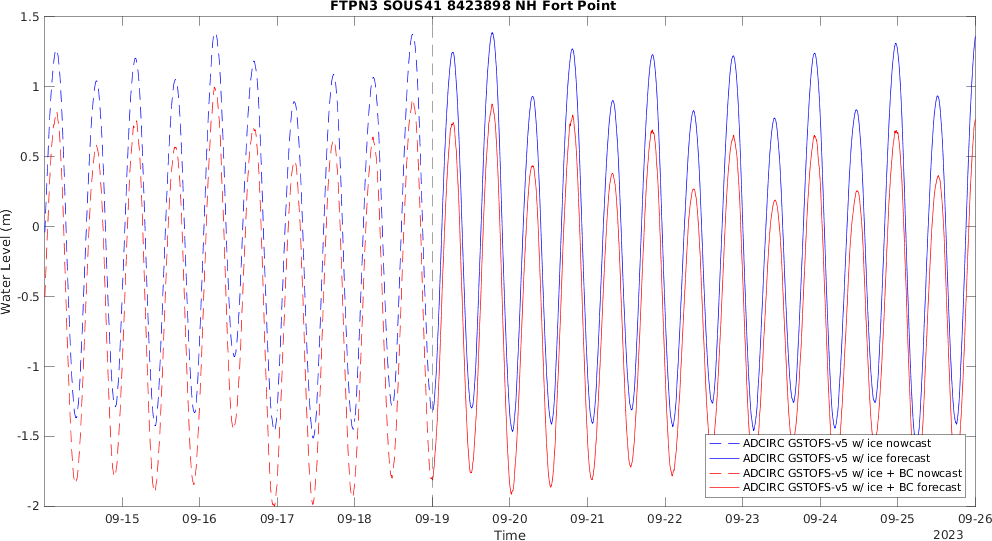 FTPN3 SOUS41 8423898 NH Fort Point
1.5
1
0.5
0
-0.5
-1
-1.5
-2
Water Level (m)
ADCIRC GSTOFS-v5 w/ ice nowcast
ADCIRC GSTOFS-v5 w/ ice forecast
ADCIRC GSTOFS-v5 w/ ice + BC nowcast
ADCIRC GSTOFS-v5 w/ ice + BC forecast
09-15 09-16 09-17 09-18 09-19 09-20 09-21 09-22 09-23 09-24 09-25 09-26
Time
2023